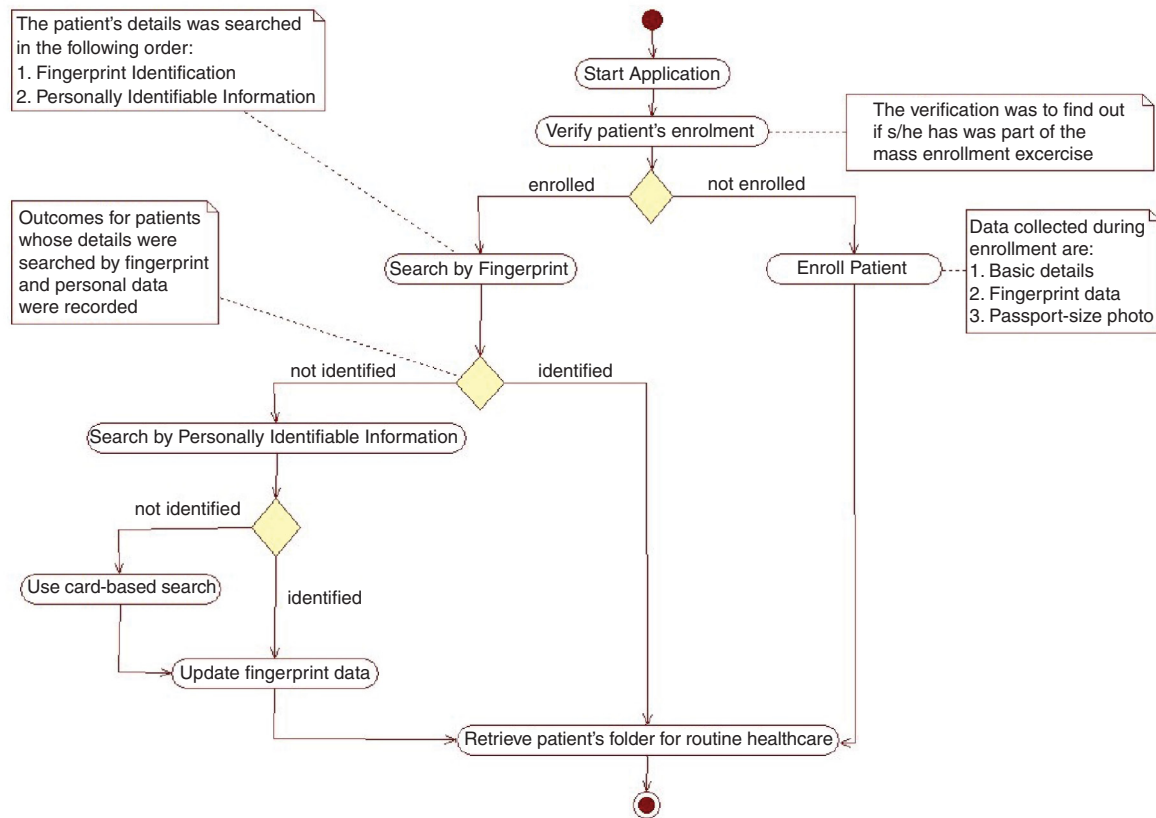 The patient's details was searched
in the following order:
1. Fingerprint Identification
2. Personally Identifiable Information
Start Application
Verify patient's enrolment
The verification was to find out
if s/he has was part of the
mass enrollment excercise
enrolled
not enrolled
Outcomes for patients
whose details were
searched by fingerprint
and personal data
were recorded
Search by Fingerprint
Enroll Patient
Data collected during
enrollment are:
1. Basic details
2. Fingerprint data
3. Passport-size photo
not identified
identified
Search by Personally Identifiable Information
not identified
Use card-based search
identified
Update fingerprint data
Retrieve patient's folder for routine healthcare